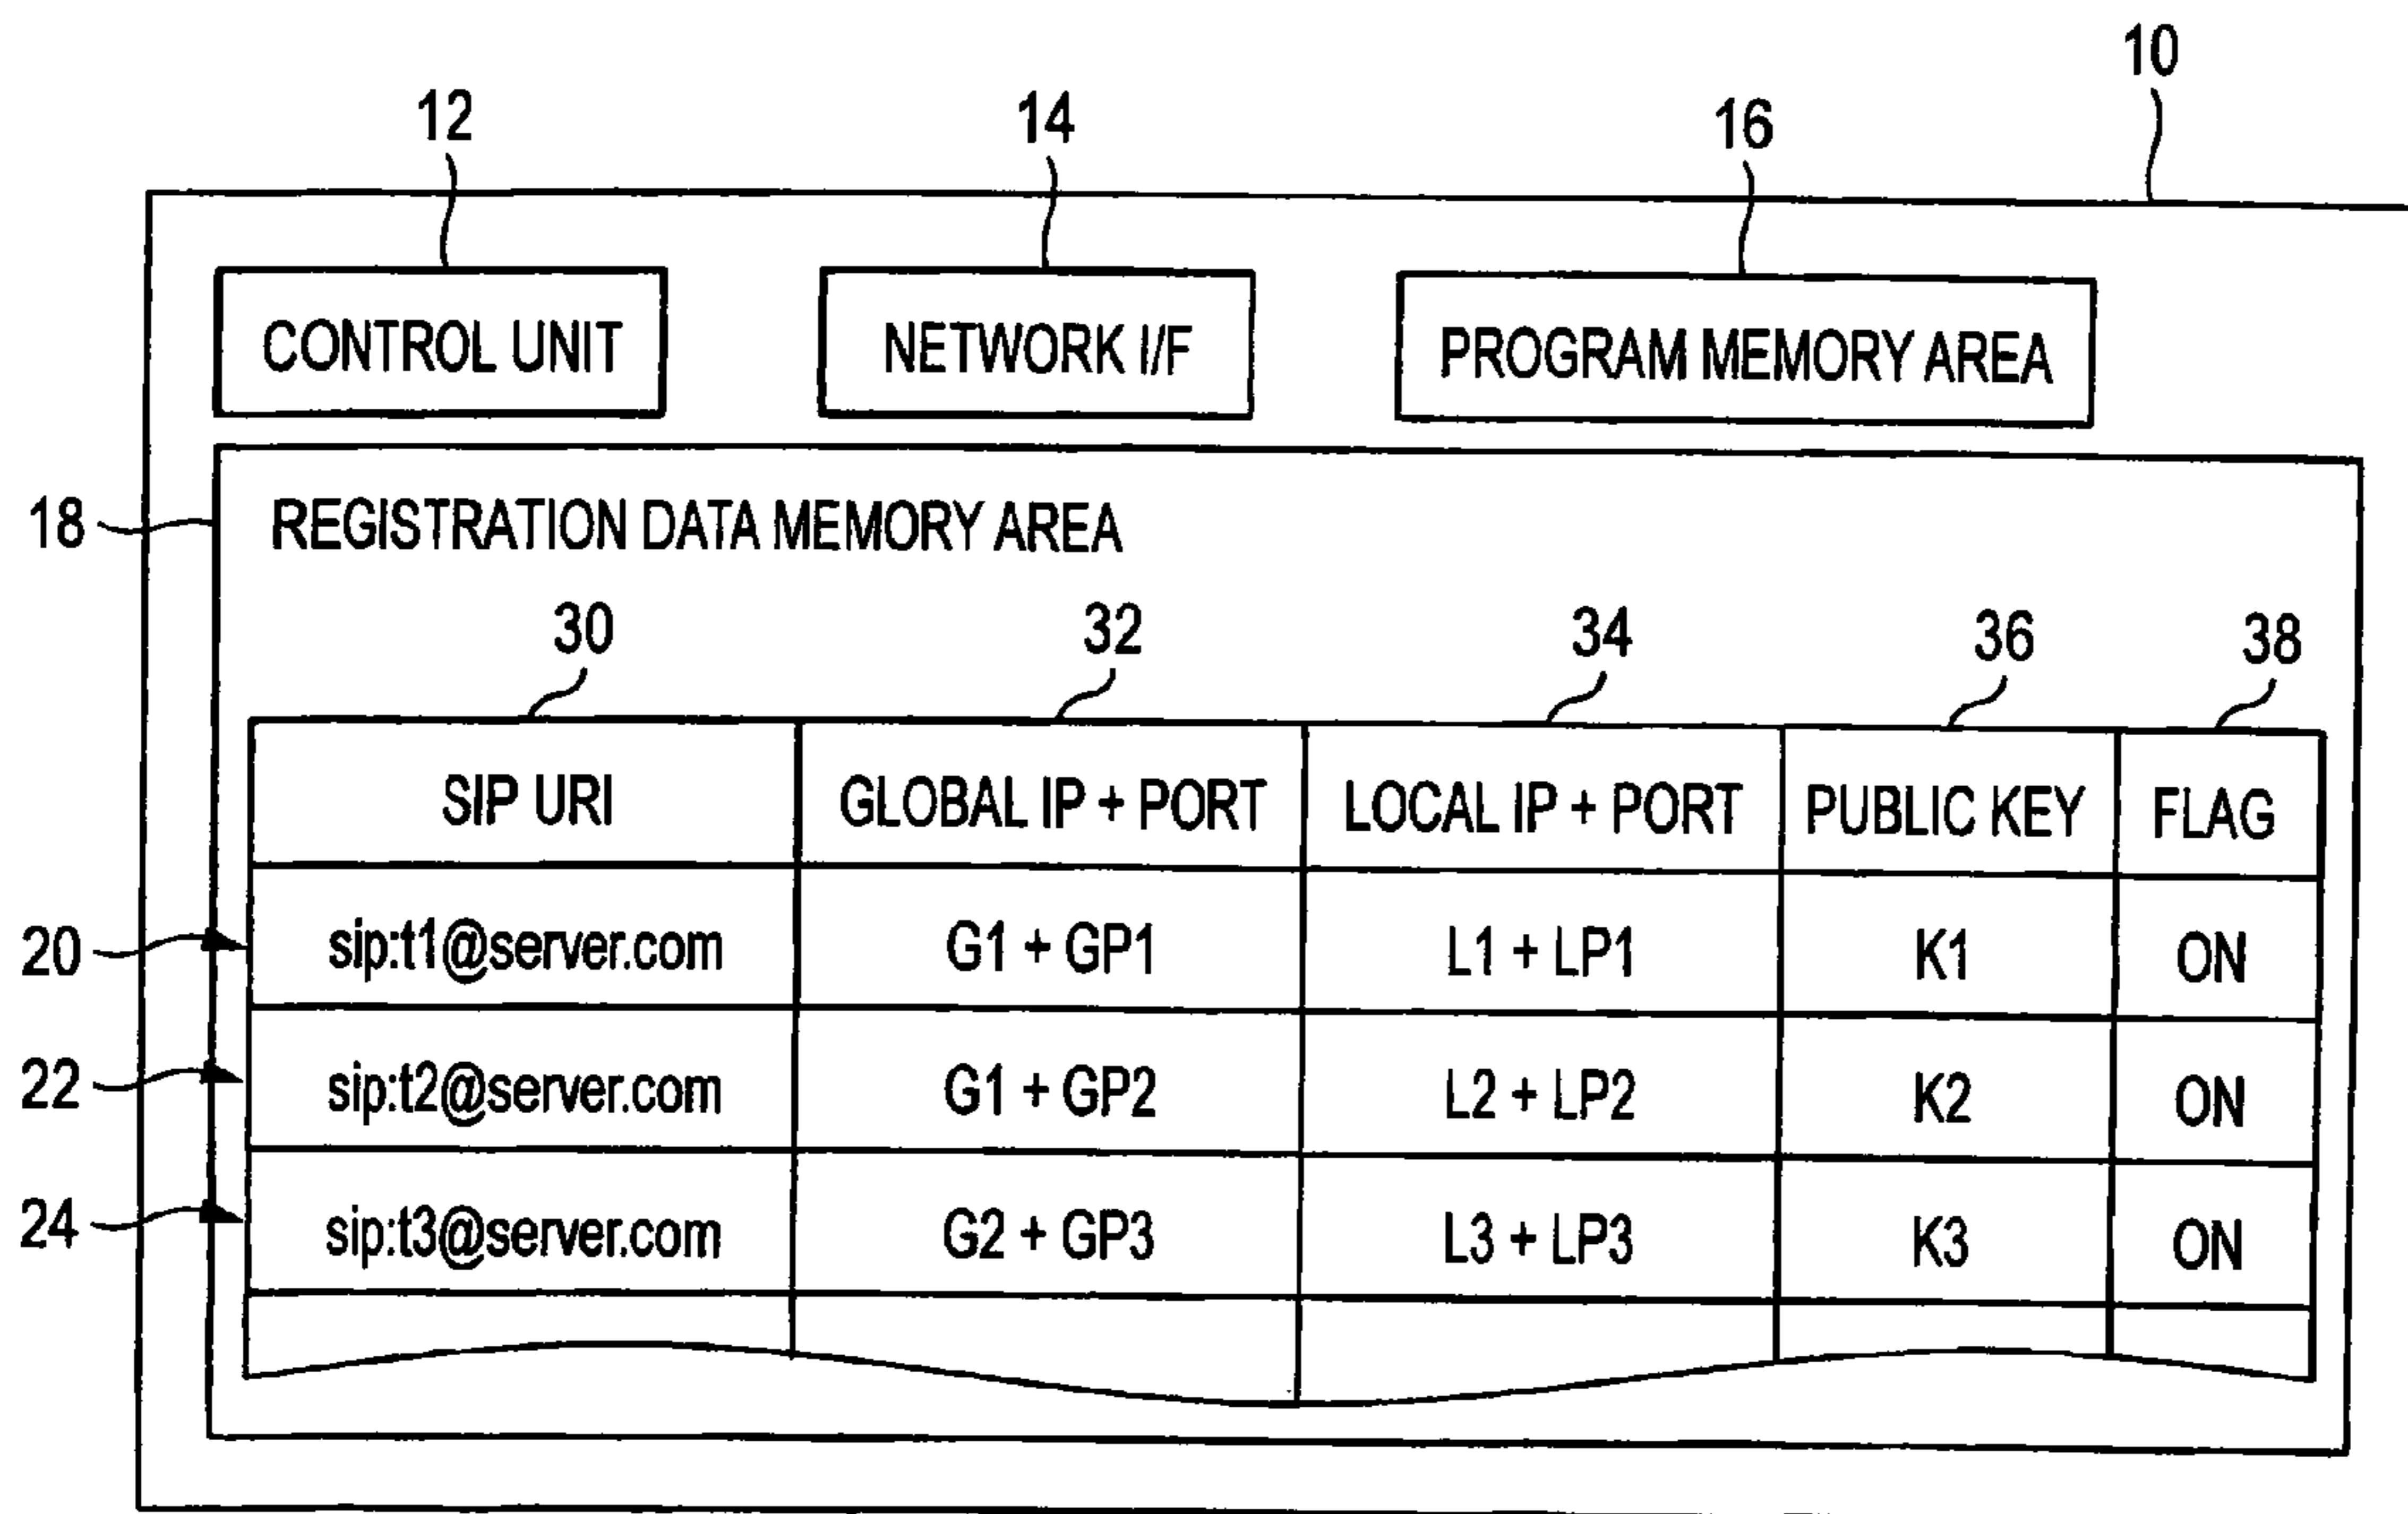 10
12 14 16
CONTROL UNIT NETWORK I/F PROGRAM MEMORY AREA
18 REGISTRATION DATA MEMORY AREA
30 32 34 36 38
SIP URI GLOBAL IP + PORT LOCAL IP + PORT PUBLIC KEY FLAG
20 sip:t1@server.com G1 + GP1 L1 + LP1 K1 ON
22 sip:t2@server.com G1 + GP2 L2 + LP2 K2 ON
24 sip:t3@server.com G2 + GP3 L3 + LP3 K3 ON